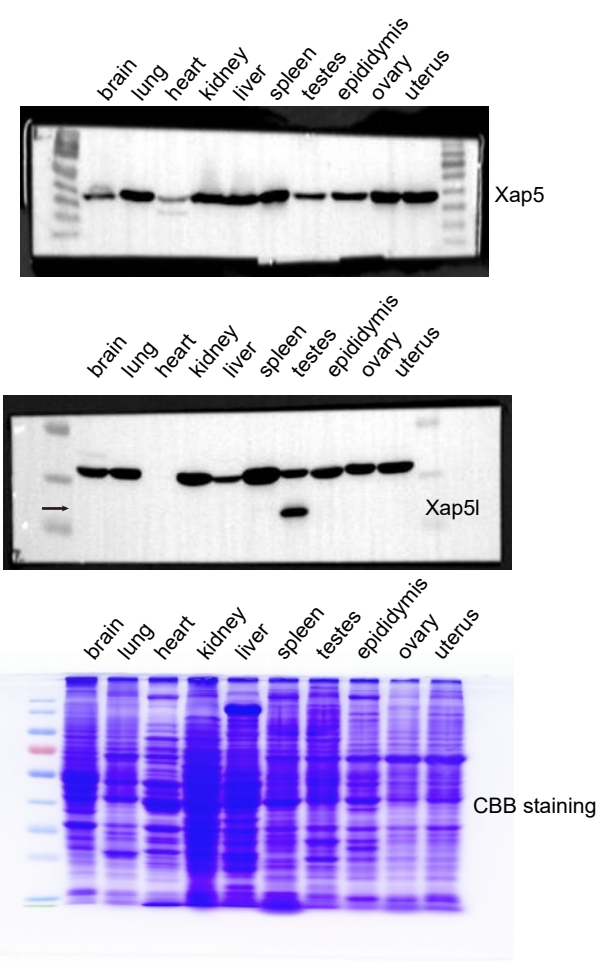 brain lung heart kidney liver spleen testes epididymis ovary uterus
Xap5
brain lung heart kidney liver spleen testes epididymis ovary uterus
Xap5l
brain lung heart kidney liver spleen testes epididymis ovary uterus
CBB staining